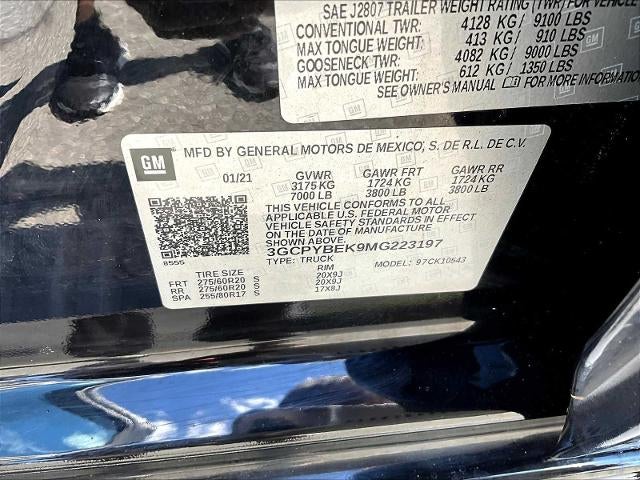 SAE J2807 TRAILER WEIGHT RATING (TWR) FOR VEHICLE
CONVENTIONAL TWR: 4128 KG/ 9100 LBS
MAX TONGUE WEIGHT: 413 KG/ 910 LBS
GOOSENECK TWR: 4082 KG/ 9000 LBS
MAX TONGUE WEIGHT: 612 KG/ 1350 LBS
SEE OWNER'S MANUAL FOR MORE INFORMATION
GM
MFD BY GENERAL MOTORS DE MEXICO, S. DE R.L. DE C.V.
01/21 GVWR GAWR FRT GAWR RR
3175 KG 1724 KG 1724 KG
7000 LB 3800 LB 3800 LB
THIS VEHICLE CONFORMS TO ALL
APPLICABLE U.S. FEDERAL MOTOR
VEHICLE SAFETY STANDARDS IN EFFECT
ON THE DATE OF MANUFACTURE SHOWN ABOVE.
3GCPYBEK9MG223197
8555 TYPE: TRUCK MODEL: 97CK10543
TIRE SIZE RIM
FRT 275/60R20 S 20X9J
RR 275/60R20 S 20X9J
SPA 255/80R17 S 17X8J